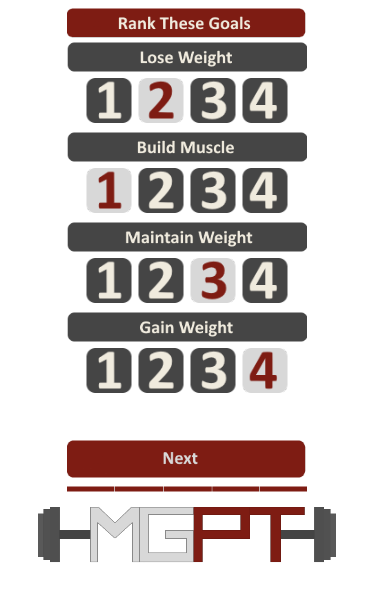 Rank These Goals
Lose Weight
1 2 3 4
Build Muscle
1 2 3 4
Maintain Weight
1 2 3 4
Gain Weight
1 2 3 4
Next
MGPT